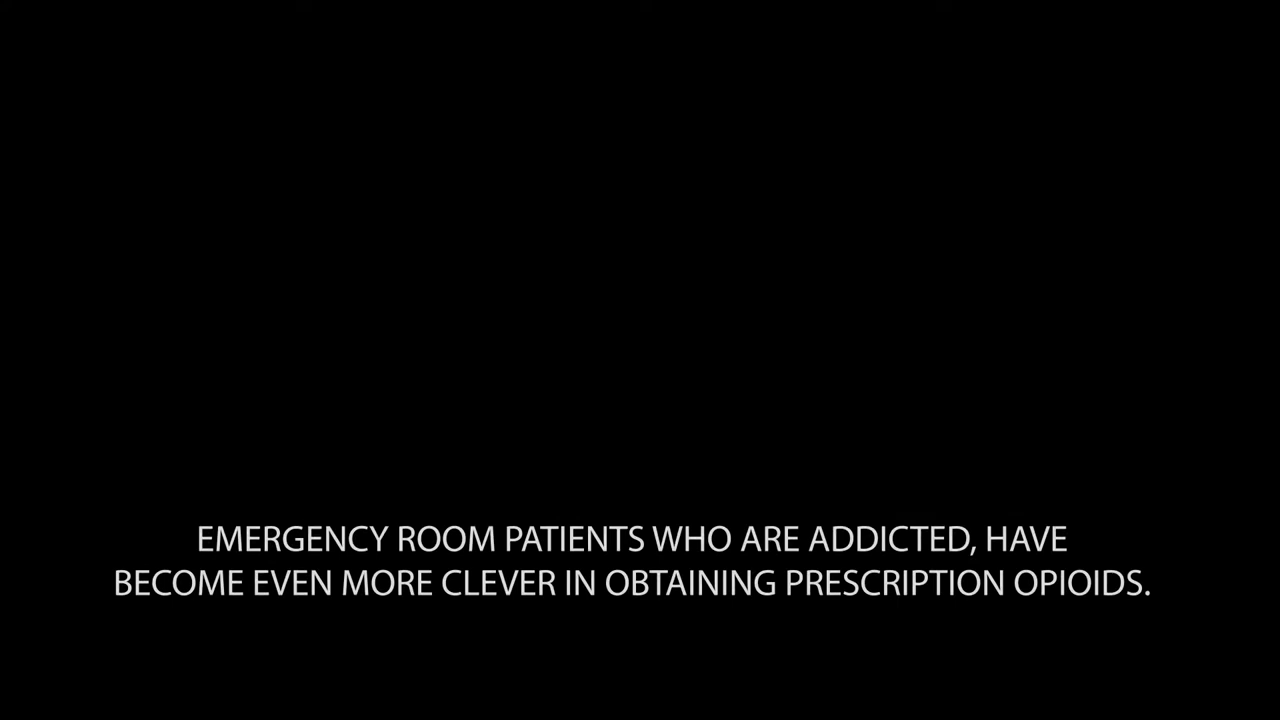 EMERGENCY ROOM PATIENTS WHO ARE ADDICTED, HAVE
BECOME EVEN MORE CLEVER IN OBTAINING PRESCRIPTION OPIOIDS.